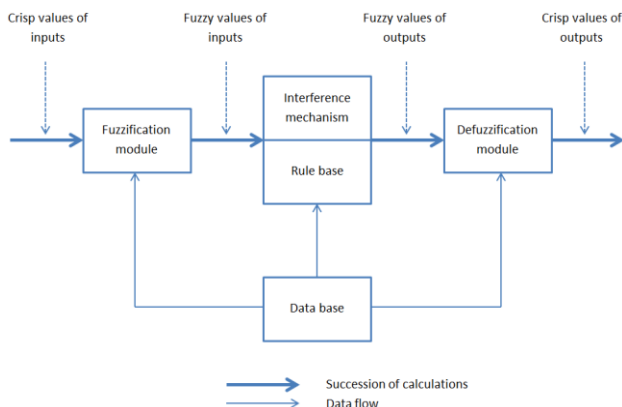 Crisp values of
inputs
Fuzzy values of
inputs
Fuzzy values of
outputs
Crisp values of
outputs
Fuzzification
module
Interference
mechanism
Rule base
Defuzzification
module
Data base
Succession of calculations
Data flow